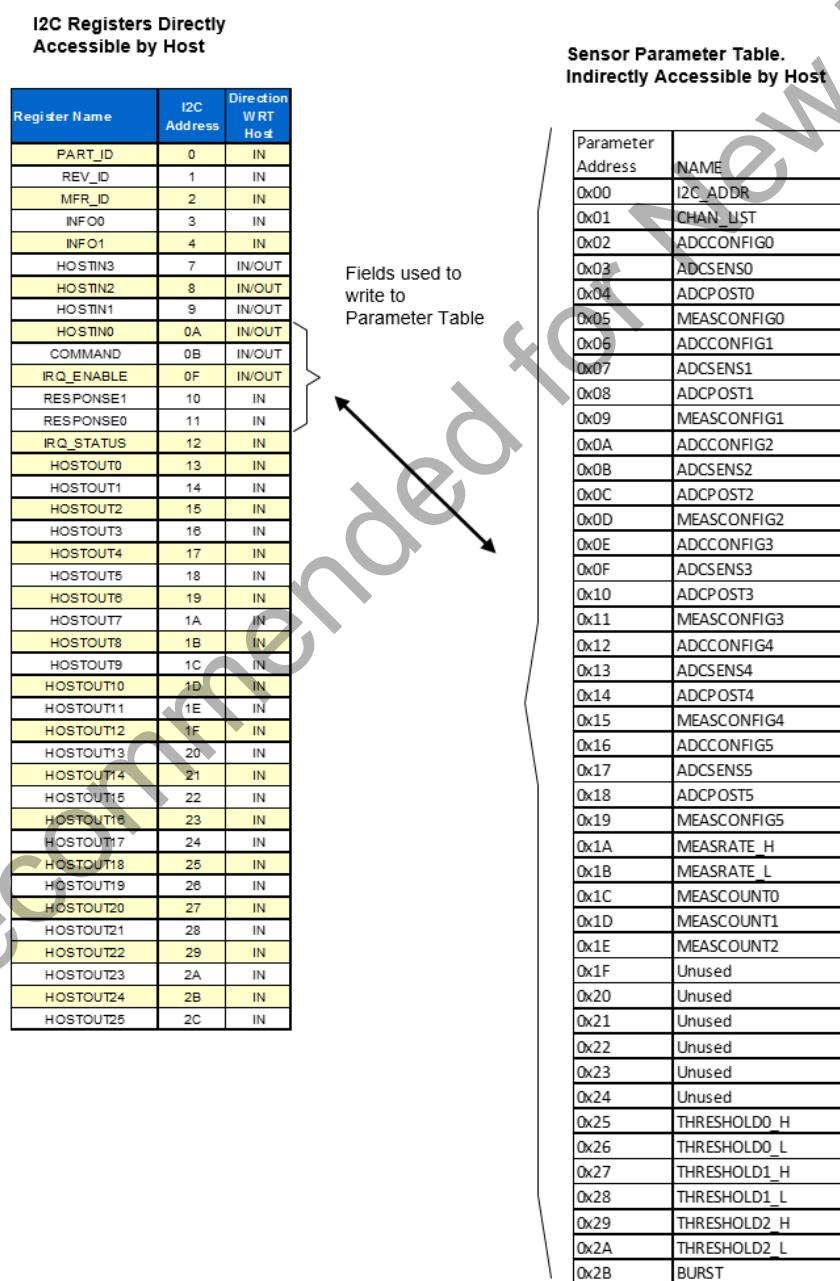 I2C Registers Directly
Accessible by Host
Register Name I2C Address Direction WRT Host
PART_ID 0 IN
REV_ID 1 IN
MFR_ID 2 IN
INFO0 3 IN
INFO1 4 IN
HOSTIN3 7 IN/OUT
HOSTIN2 8 IN/OUT
HOSTIN1 9 IN/OUT
HOSTIN0 0A IN/OUT
COMMAND 0B IN/OUT
IRQ_ENABLE 0F IN/OUT
RESPONSE1 10 IN
RESPONSE0 11 IN
IRQ_STATUS 12 IN
HOSTOUT0 13 IN
HOSTOUT1 14 IN
HOSTOUT2 15 IN
HOSTOUT3 16 IN
HOSTOUT4 17 IN
HOSTOUT5 18 IN
HOSTOUT6 19 IN
HOSTOUT7 1A IN
HOSTOUT8 1B IN
HOSTOUT9 1C IN
HOSTOUT10 1D IN
HOSTOUT11 1E IN
HOSTOUT12 1F IN
HOSTOUT13 20 IN
HOSTOUT14 21 IN
HOSTOUT15 22 IN
HOSTOUT16 23 IN
HOSTOUT17 24 IN
HOSTOUT18 25 IN
HOSTOUT19 26 IN
HOSTOUT20 27 IN
HOSTOUT21 28 IN
HOSTOUT22 29 IN
HOSTOUT23 2A IN
HOSTOUT24 2B IN
HOSTOUT25 2C IN
Fields used to
write to
Parameter Table
Sensor Parameter Table.
Indirectly Accessible by Host
Parameter
Address NAME
0x00 I2C_ADDR
0x01 CHAN_LIST
0x02 ADCCONFIG0
0x03 ADCSENS0
0x04 ADCPOST0
0x05 MEASCONFIG0
0x06 ADCCONFIG1
0x07 ADCSENS1
0x08 ADCPOST1
0x09 MEASCONFIG1
0x0A ADCCONFIG2
0x0B ADCSENS2
0x0C ADCPOST2
0x0D MEASCONFIG2
0x0E ADCCONFIG3
0x0F ADCSENS3
0x10 ADCPOST3
0x11 MEASCONFIG3
0x12 ADCCONFIG4
0x13 ADCSENS4
0x14 ADCPOST4
0x15 MEASCONFIG4
0x16 ADCCONFIG5
0x17 ADCSENS5
0x18 ADCPOST5
0x19 MEASCONFIG5
0x1A MEASRATE_H
0x1B MEASRATE_L
0x1C MEASCOUNT0
0x1D MEASCOUNT1
0x1E MEASCOUNT2
0x1F Unused
0x20 Unused
0x21 Unused
0x22 Unused
0x23 Unused
0x24 Unused
0x25 THRESHOLD0_H
0x26 THRESHOLD0_L
0x27 THRESHOLD1_H
0x28 THRESHOLD1_L
0x29 THRESHOLD2_H
0x2A THRESHOLD2_L
0x2B BURST
ecommended for New